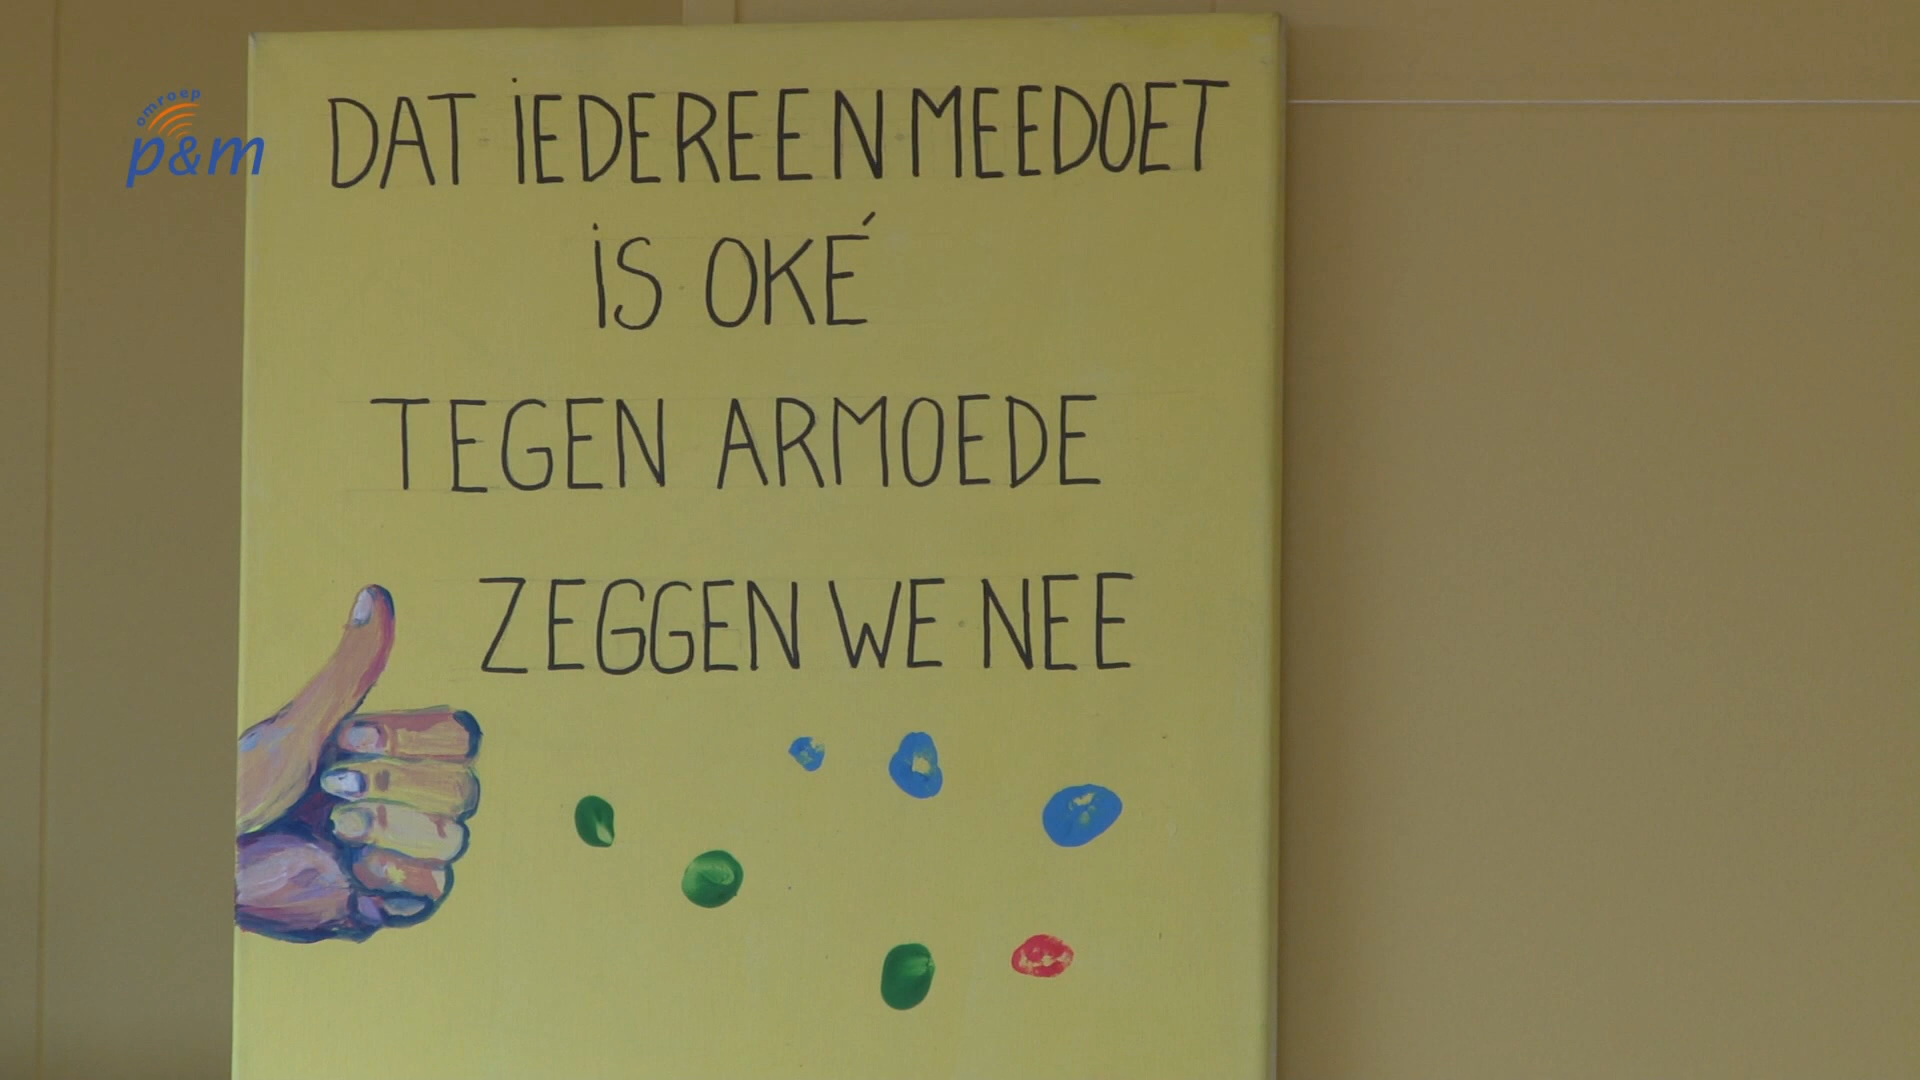 omroep
p&m
DAT iEDEREEN MEEDOET
iS OKÉ
TEGEN ARMOEDE
ZEGGEN WE NEE